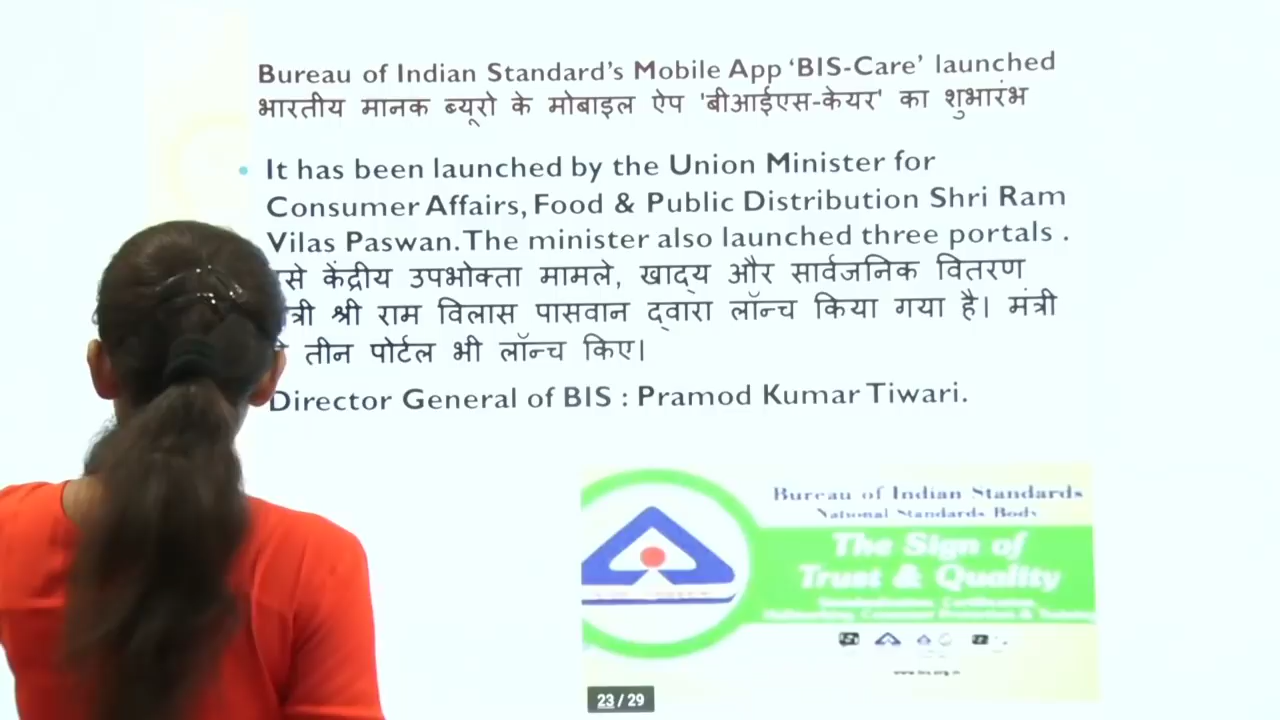 Bureau of Indian Standard's Mobile App 'BIS-Care' launched
भारतीय मानक ब्यूरो के मोबाइल ऐप 'बीआईएस-केयर' का शुभारंभ
• It has been launched by the Union Minister for
Consumer Affairs, Food & Public Distribution Shri Ram
Vilas Paswan. The minister also launched three portals .
केंद्रीय उपभोक्ता मामले, खाद्य और सार्वजनिक वितरण
श्री राम विलास पासवान द्वारा लॉन्च किया गया है। मंत्री
तीन पोर्टल भी लॉन्च किए।
Director General of BIS : Pramod Kumar Tiwari.
Bureau of Indian Standards
National Standards Body
The Sign of
Trust & Quality
23 / 29